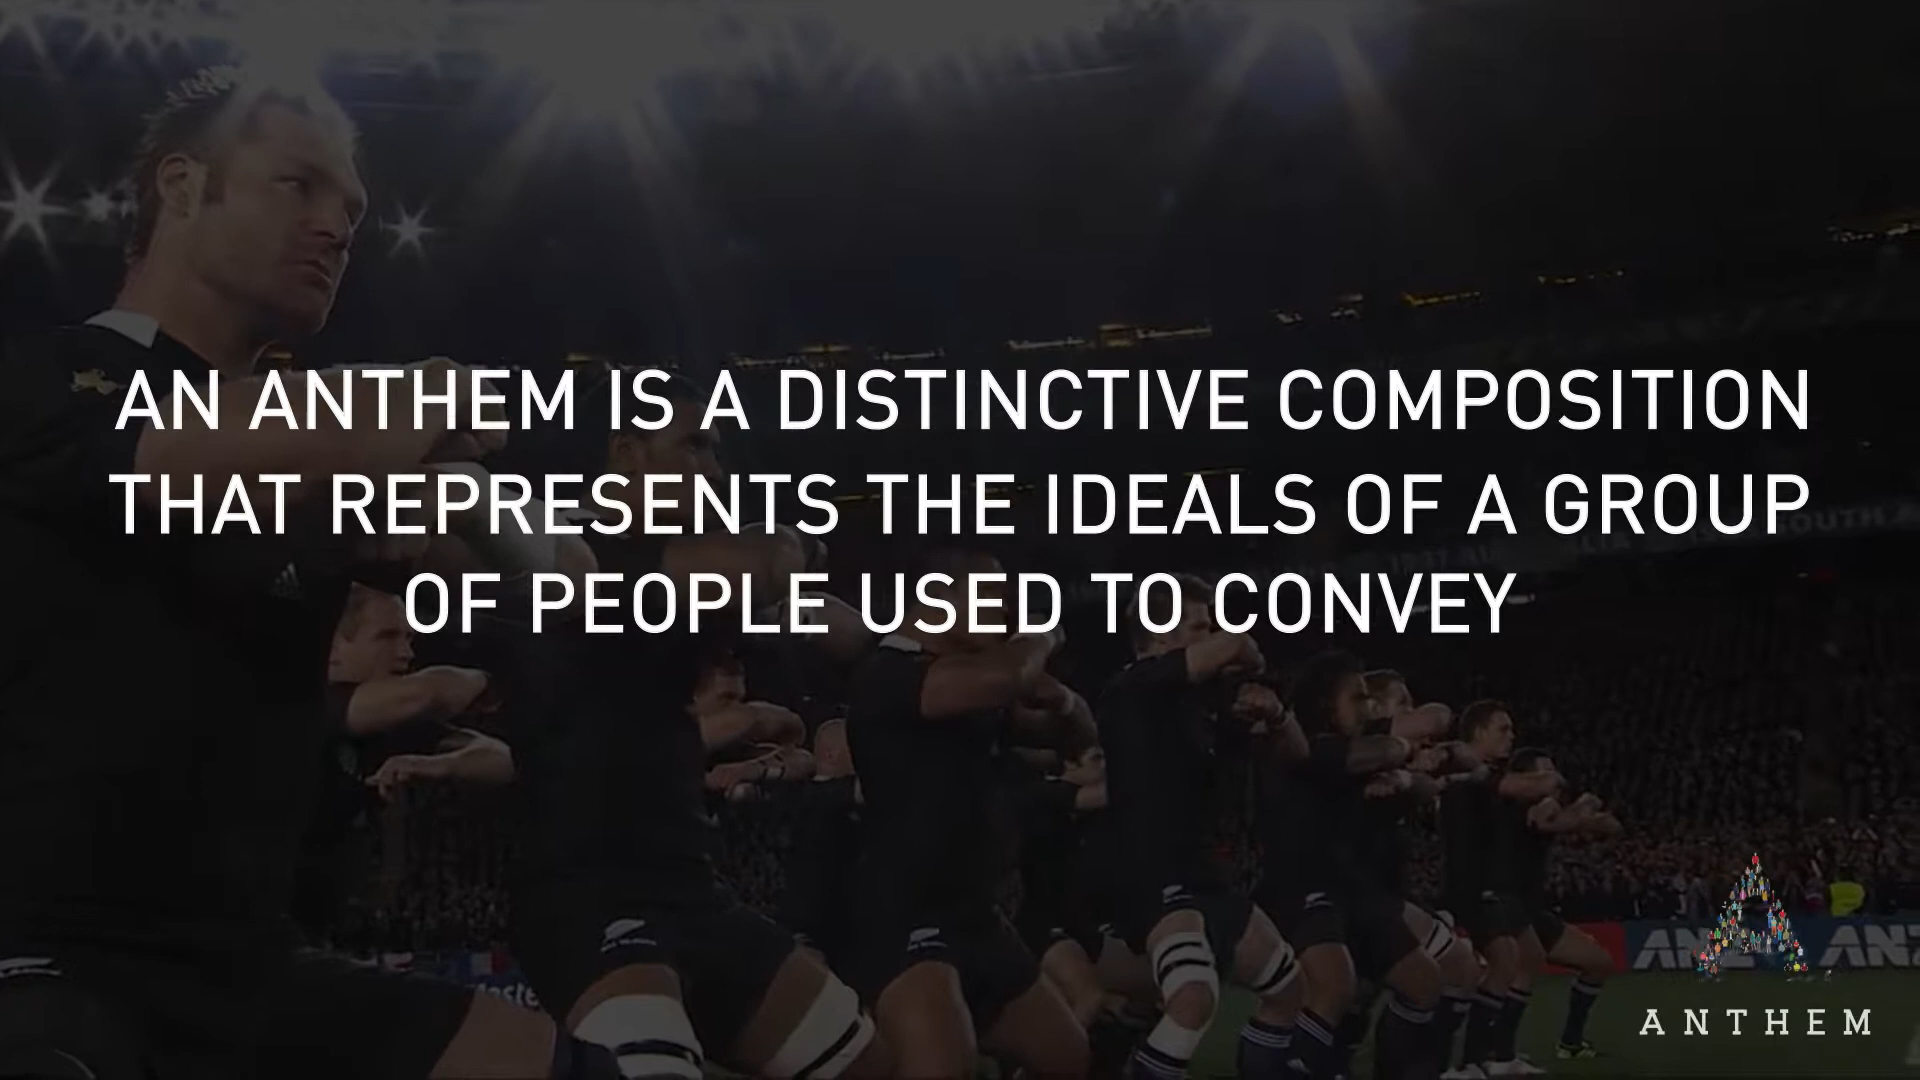 AN ANTHEM IS A DISTINCTIVE COMPOSITION
THAT REPRESENTS THE IDEALS OF A GROUP
OF PEOPLE USED TO CONVEY
ANTHEM